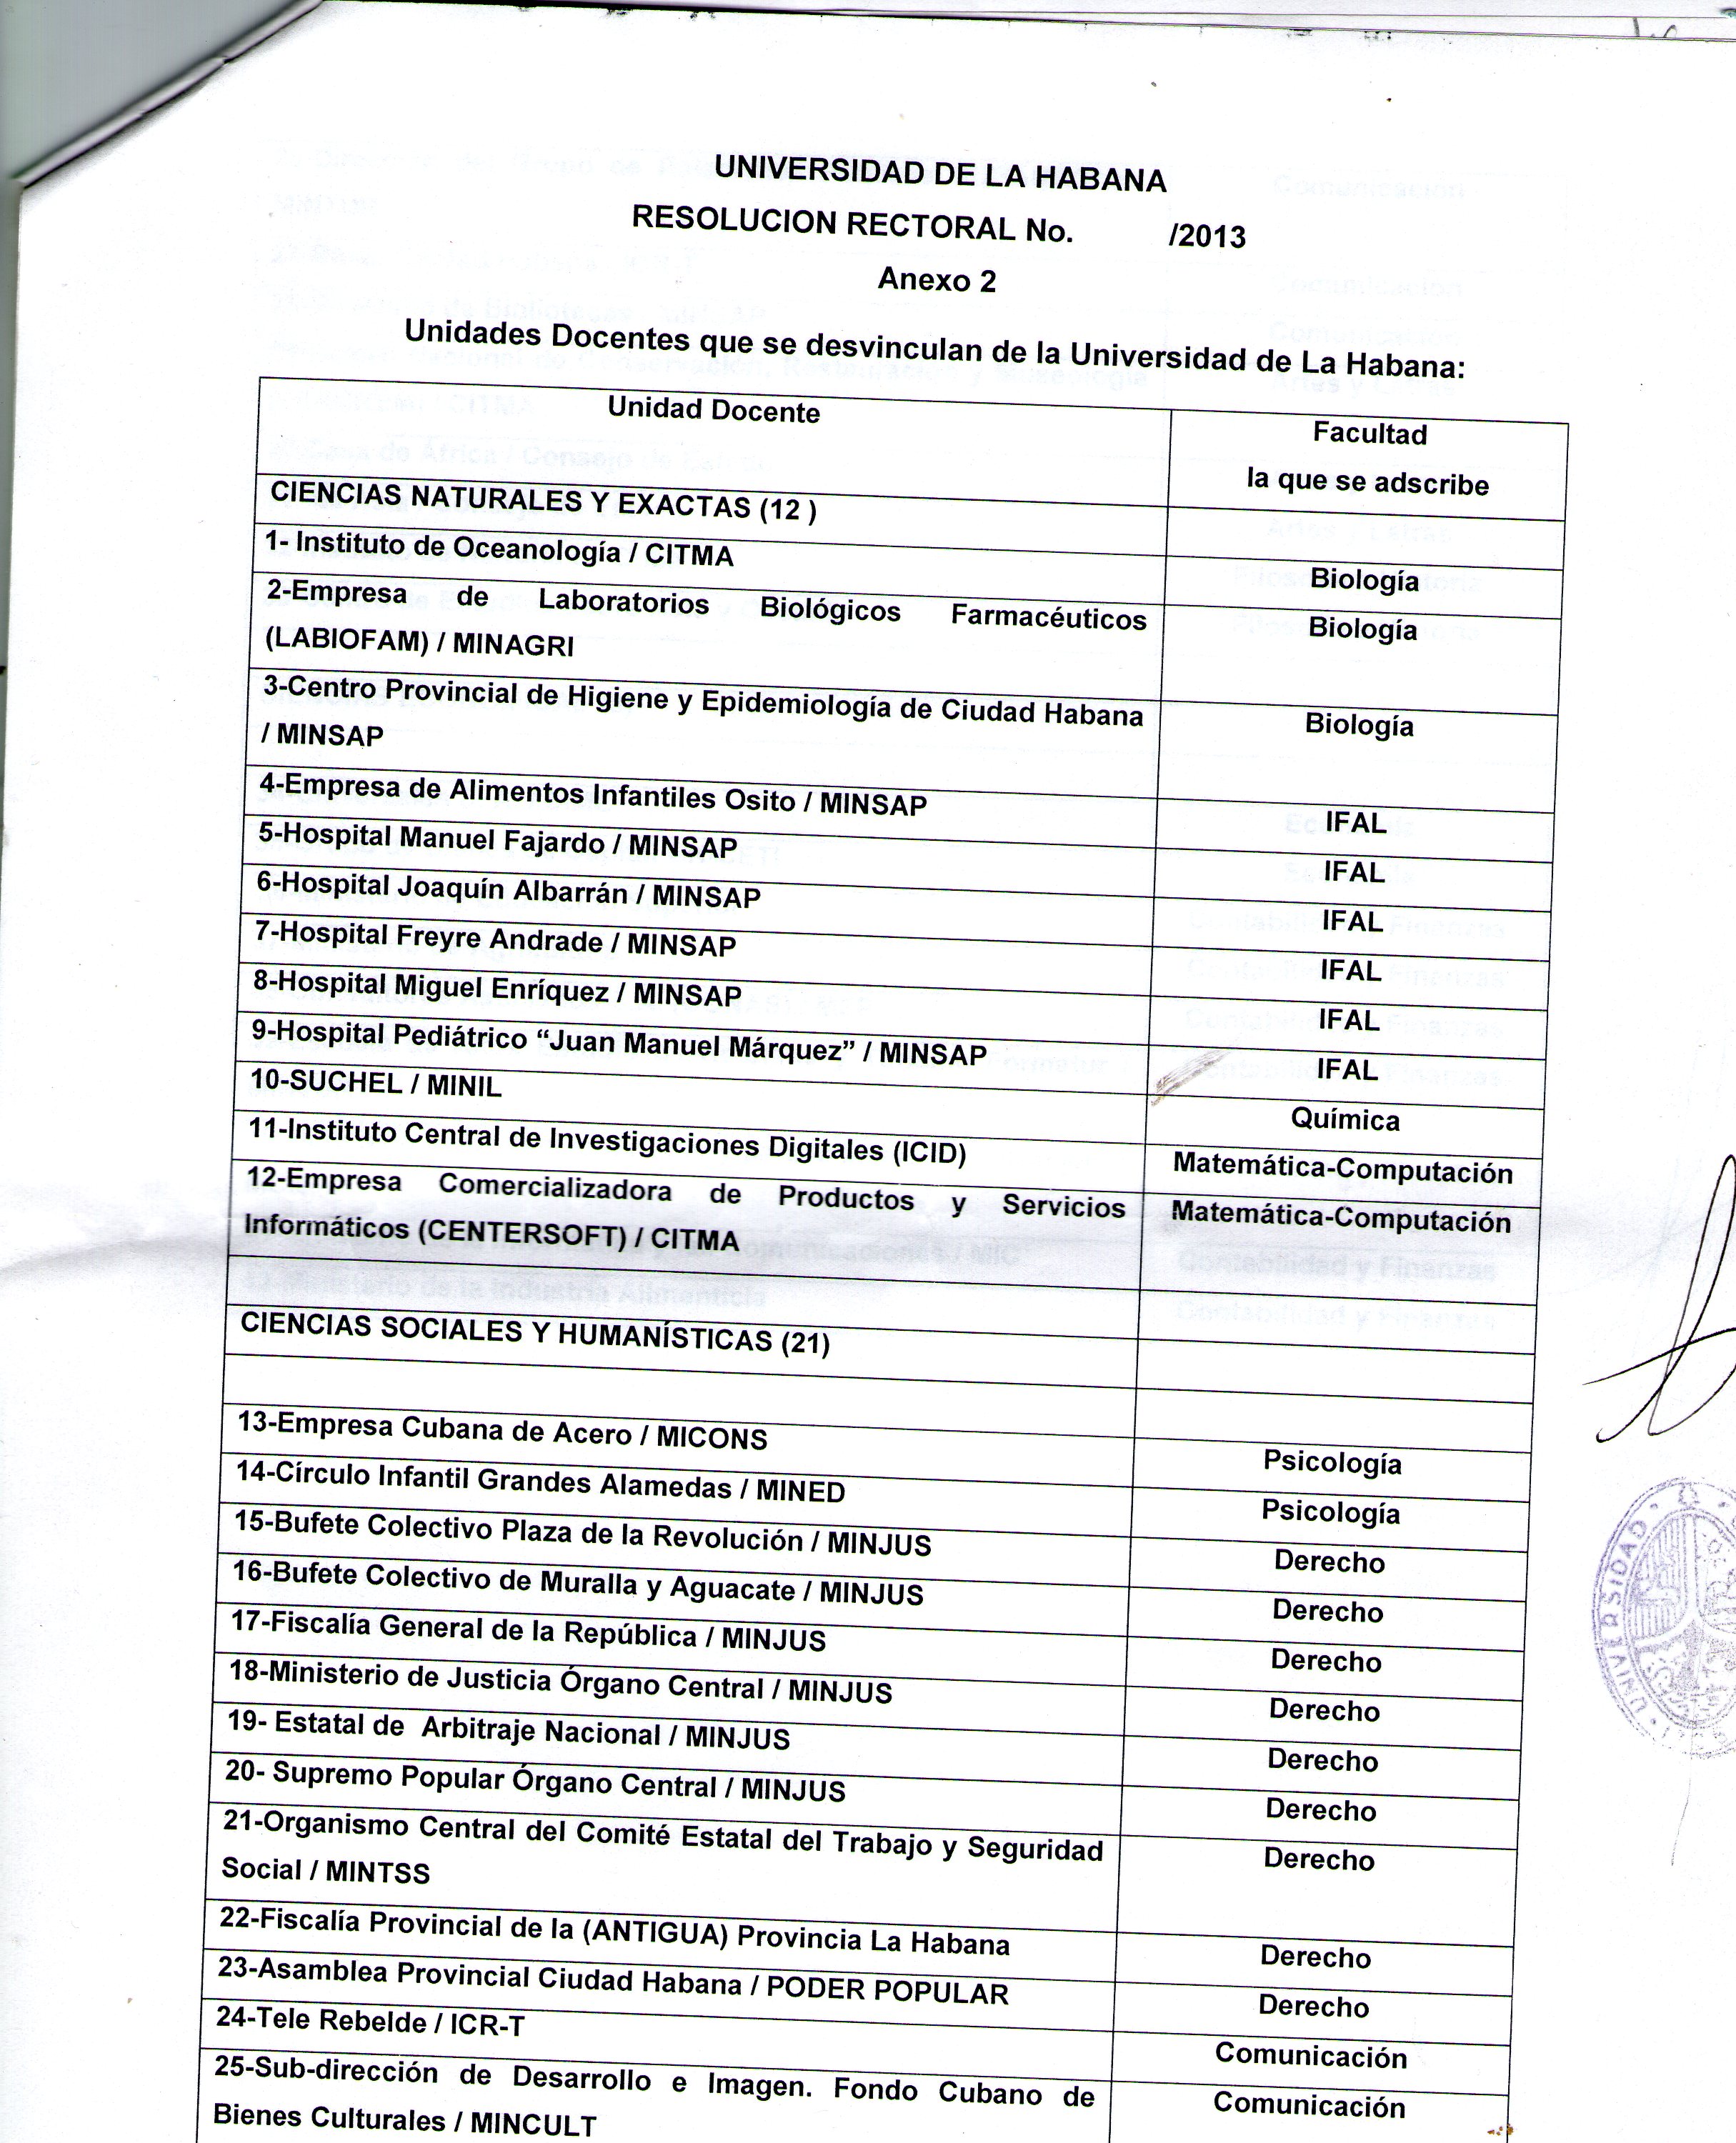 UNIVERSIDAD DE LA HABANA
RESOLUCION RECTORAL No. /2013
Anexo 2
Unidades Docentes que se desvinculan de la Universidad de La Habana:
Unidad Docente
Facultad
la que se adscribe
CIENCIAS NATURALES Y EXACTAS (12 )
1- Instituto de Oceanología / CITMA
Biología
2-Empresa de Laboratorios Biológicos Farmacéuticos
(LABIOFAM) / MINAGRI
Biología
3-Centro Provincial de Higiene y Epidemiología de Ciudad Habana
/ MINSAP
Biología
4-Empresa de Alimentos Infantiles Osito / MINSAP
IFAL
5-Hospital Manuel Fajardo / MINSAP
IFAL
6-Hospital Joaquín Albarrán / MINSAP
IFAL
7-Hospital Freyre Andrade / MINSAP
IFAL
8-Hospital Miguel Enríquez / MINSAP
IFAL
9-Hospital Pediátrico “Juan Manuel Márquez” / MINSAP
IFAL
10-SUCHEL / MINIL
Química
11-Instituto Central de Investigaciones Digitales (ICID)
Matemática-Computación
12-Empresa Comercializadora de Productos y Servicios
Informáticos (CENTERSOFT) / CITMA
Matemática-Computación
CIENCIAS SOCIALES Y HUMANÍSTICAS (21)
13-Empresa Cubana de Acero / MICONS
Psicología
14-Círculo Infantil Grandes Alamedas / MINED
Psicología
15-Bufete Colectivo Plaza de la Revolución / MINJUS
Derecho
16-Bufete Colectivo de Muralla y Aguacate / MINJUS
Derecho
17-Fiscalía General de la República / MINJUS
Derecho
18-Ministerio de Justicia Órgano Central / MINJUS
Derecho
19- Estatal de Arbitraje Nacional / MINJUS
Derecho
20- Supremo Popular Órgano Central / MINJUS
Derecho
21-Organismo Central del Comité Estatal del Trabajo y Seguridad
Social / MINTSS
Derecho
22-Fiscalía Provincial de la (ANTIGUA) Provincia La Habana
Derecho
23-Asamblea Provincial Ciudad Habana / PODER POPULAR
Derecho
24-Tele Rebelde / ICR-T
Comunicación
25-Sub-dirección de Desarrollo e Imagen. Fondo Cubano de
Bienes Culturales / MINCULT
Comunicación
UNIVERSIDAD